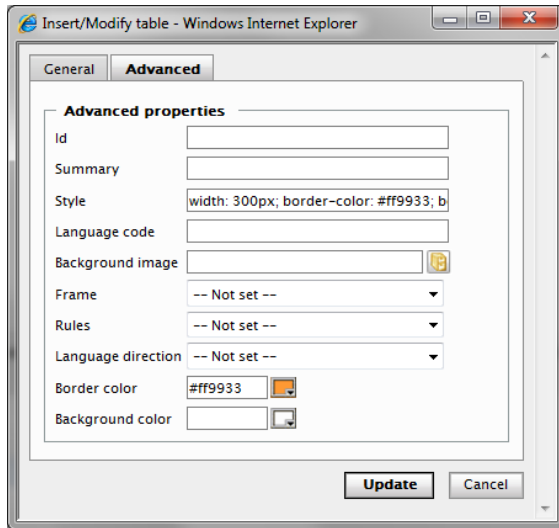 Insert/Modify table - Windows Internet Explorer
General Advanced
Advanced properties
Id
Summary
Style width: 300px; border-color: #ff9933; b
Language code
Background image
Frame -- Not set --
Rules -- Not set --
Language direction -- Not set --
Border color #ff9933
Background color
Update Cancel